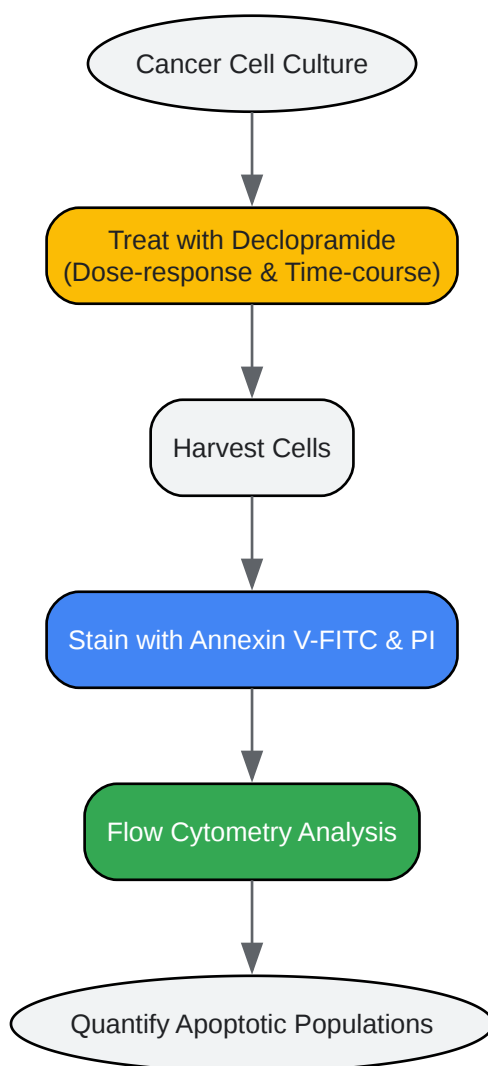 Cancer Cell Culture
Treat with Declopramide
(Dose-response & Time-course)
Harvest Cells
Stain with Annexin V-FITC & PI
Flow Cytometry Analysis
Quantify Apoptotic Populations